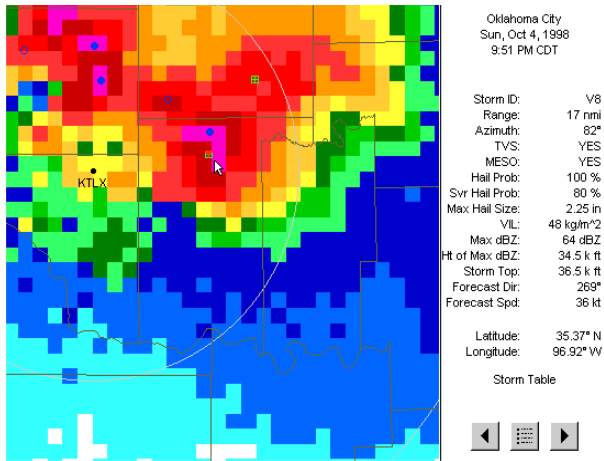 Oklahoma City
Sun, Oct 4, 1998
9:51 PM CDT
Storm ID: V8
Range: 17 nmi
Azimuth: 82°
TVS: YES
MESO: YES
Hail Prob: 100 %
Svr Hail Prob: 80 %
Max Hail Size: 2.25 in
VIL: 48 kg/m^2
Max dBZ: 64 dBZ
Ht of Max dBZ: 34.5 k ft
Storm Top: 36.5 k ft
Forecast Dir: 269°
Forecast Spd: 36 kt
Latitude: 35.37° N
Longitude: 96.92° W
Storm Table
KTLX